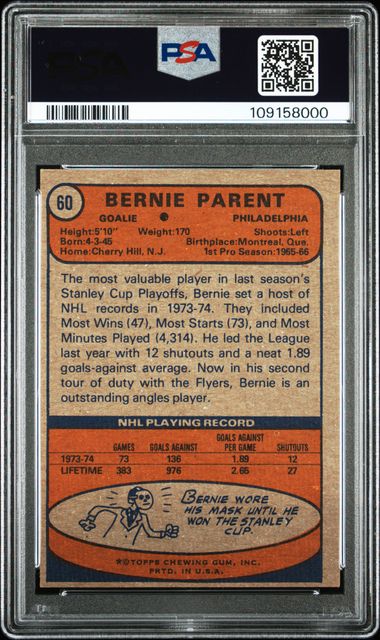 PSA
PSA
109158000
60
BERNIE PARENT
GOALIE PHILADELPHIA
Height:5'10" Weight:170 Shoots:Left
Born:4-3-45 Birthplace:Montreal, Que.
Home:Cherry Hill, N.J. 1st Pro Season:1965-66
The most valuable player in last season's
Stanley Cup Playoffs, Bernie set a host of
NHL records in 1973-74. They included
Most Wins (47), Most Starts (73), and Most
Minutes Played (4,314). He led the League
last year with 12 shutouts and a neat 1.89
goals-against average. Now in his second
tour of duty with the Flyers, Bernie is an
outstanding angles player.
NHL PLAYING RECORD
GAMES GOALS AGAINST GOALS AGAINST PER GAME SHUTOUTS
1973-74 73 136 1.89 12
LIFETIME 383 976 2.65 27
BERNIE WORE
HIS MASK UNTIL HE
WON THE STANLEY
CUP.
★©TOPPS CHEWING GUM, INC.
PRTD. IN U.S.A.